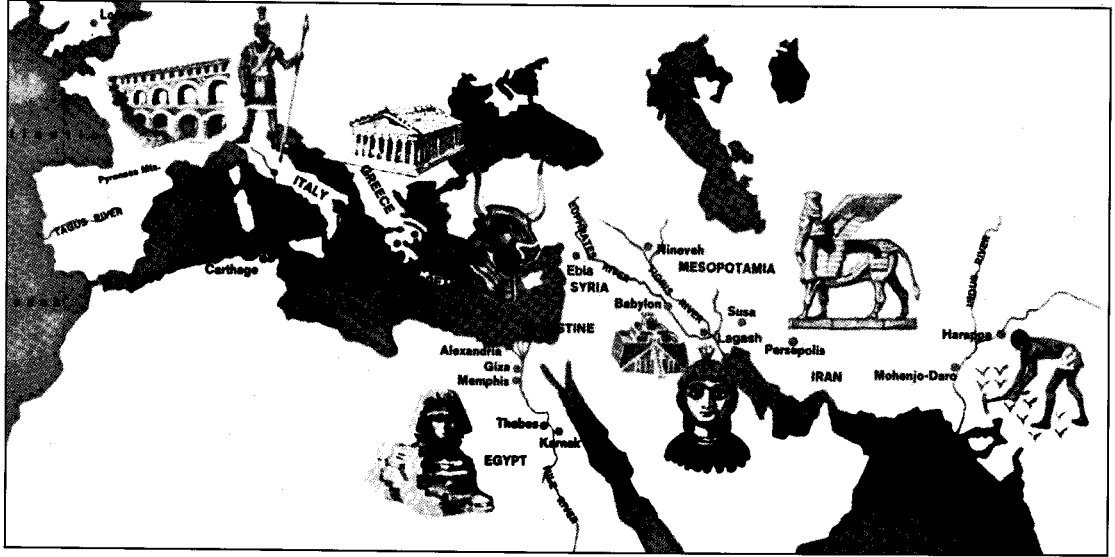 Pyrenees Mts.
TAGUS RIVER
ITALY
GREECE
Carthage
EUPHRATES RIVER
Nineveh
TIGRIS RIVER
MESOPOTAMIA
Ebla
SYRIA
Babylon
Susa
Lagash
Persepolis
IRAN
INDUS RIVER
Harappa
Mohenjo-Daro
Alexandria
Giza
Memphis
Thebes
Karnak
EGYPT
RIVER